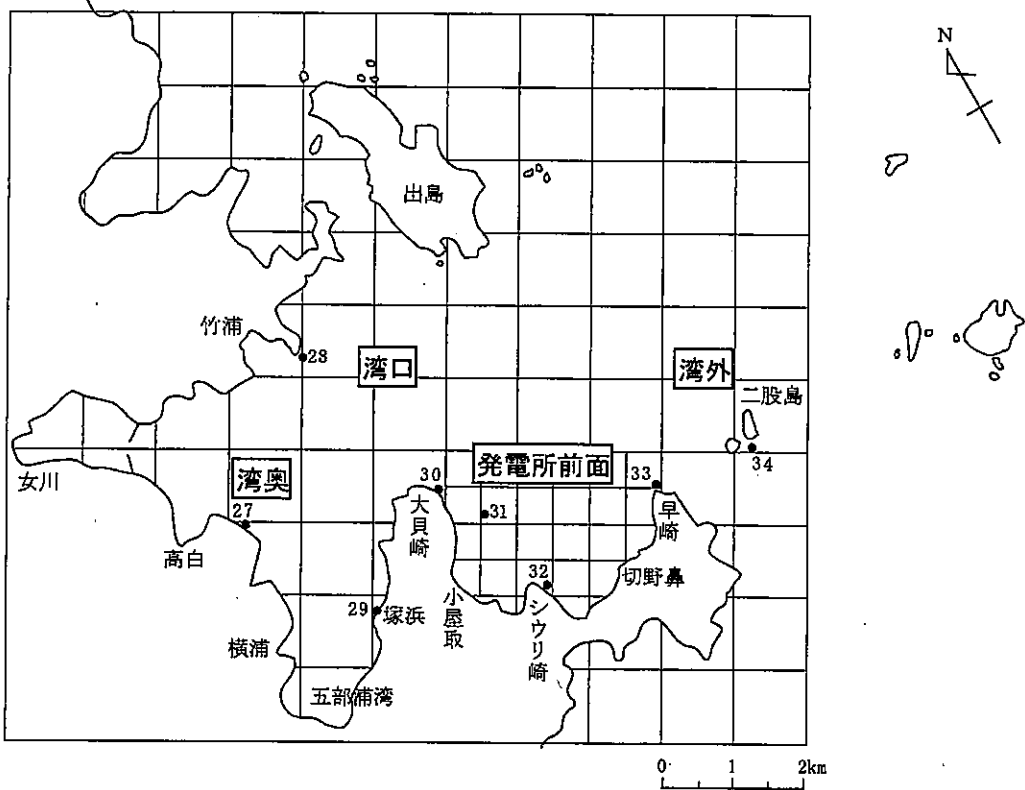 N
出島
竹浦
28
湾口
湾外
二股島
34
発電所前面
33
30
31
早崎
大貝崎
女川
湾奥
27
高白
32
切野鼻
29
塚浜
小屋取
シウリ崎
横浦
五部浦湾
0 1 2km